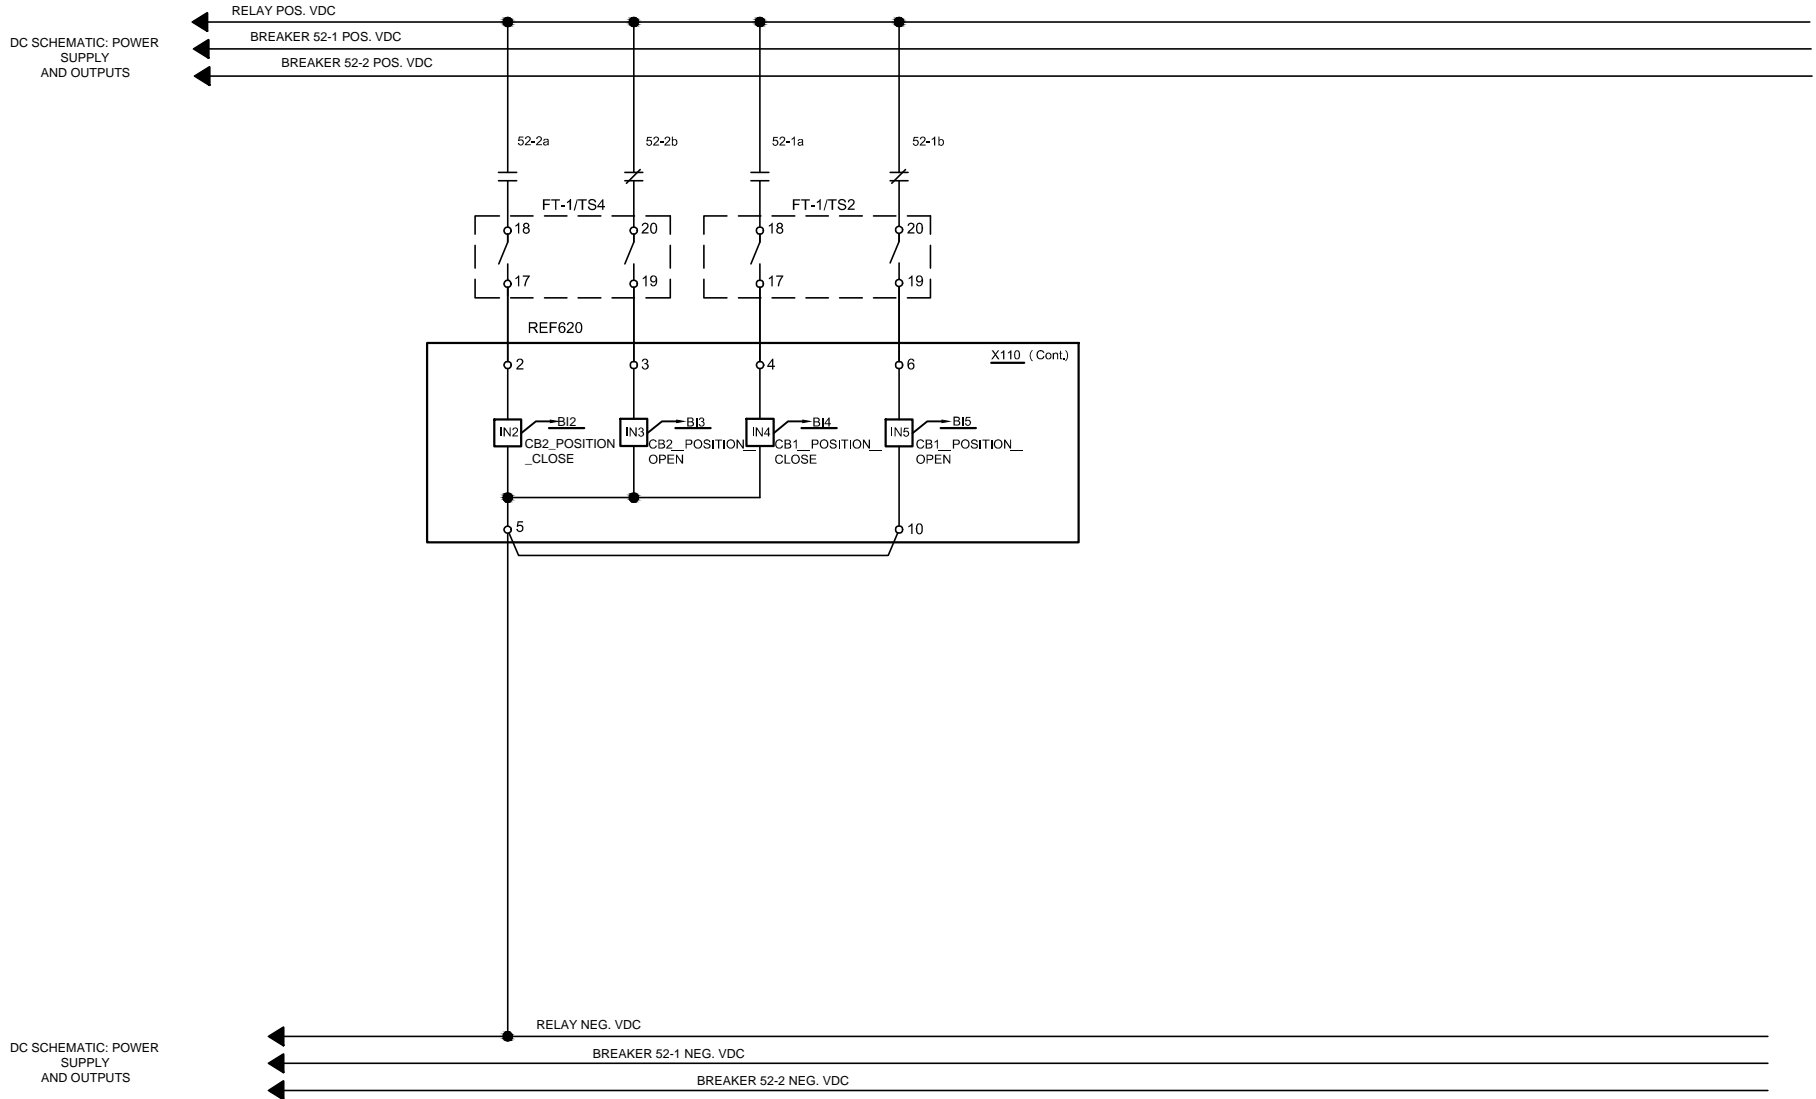 RELAY POS. VDC
DC SCHEMATIC: POWER
SUPPLY
AND OUTPUTS
BREAKER 52-1 POS. VDC
BREAKER 52-2 POS. VDC
52-2a
52-2b
52-1a
52-1b
FT-1/TS4
FT-1/TS2
18
20
18
20
17
19
17
19
REF620
X110 (Cont.)
2
3
4
6
IN2
BI2
IN3
BI3
IN4
BI4
IN5
BI5
CB2_POSITION
_CLOSE
CB2__POSITION__
OPEN
CB1__POSITION__
CLOSE
CB1__POSITION__
OPEN
5
10
RELAY NEG. VDC
DC SCHEMATIC: POWER
SUPPLY
AND OUTPUTS
BREAKER 52-1 NEG. VDC
BREAKER 52-2 NEG. VDC